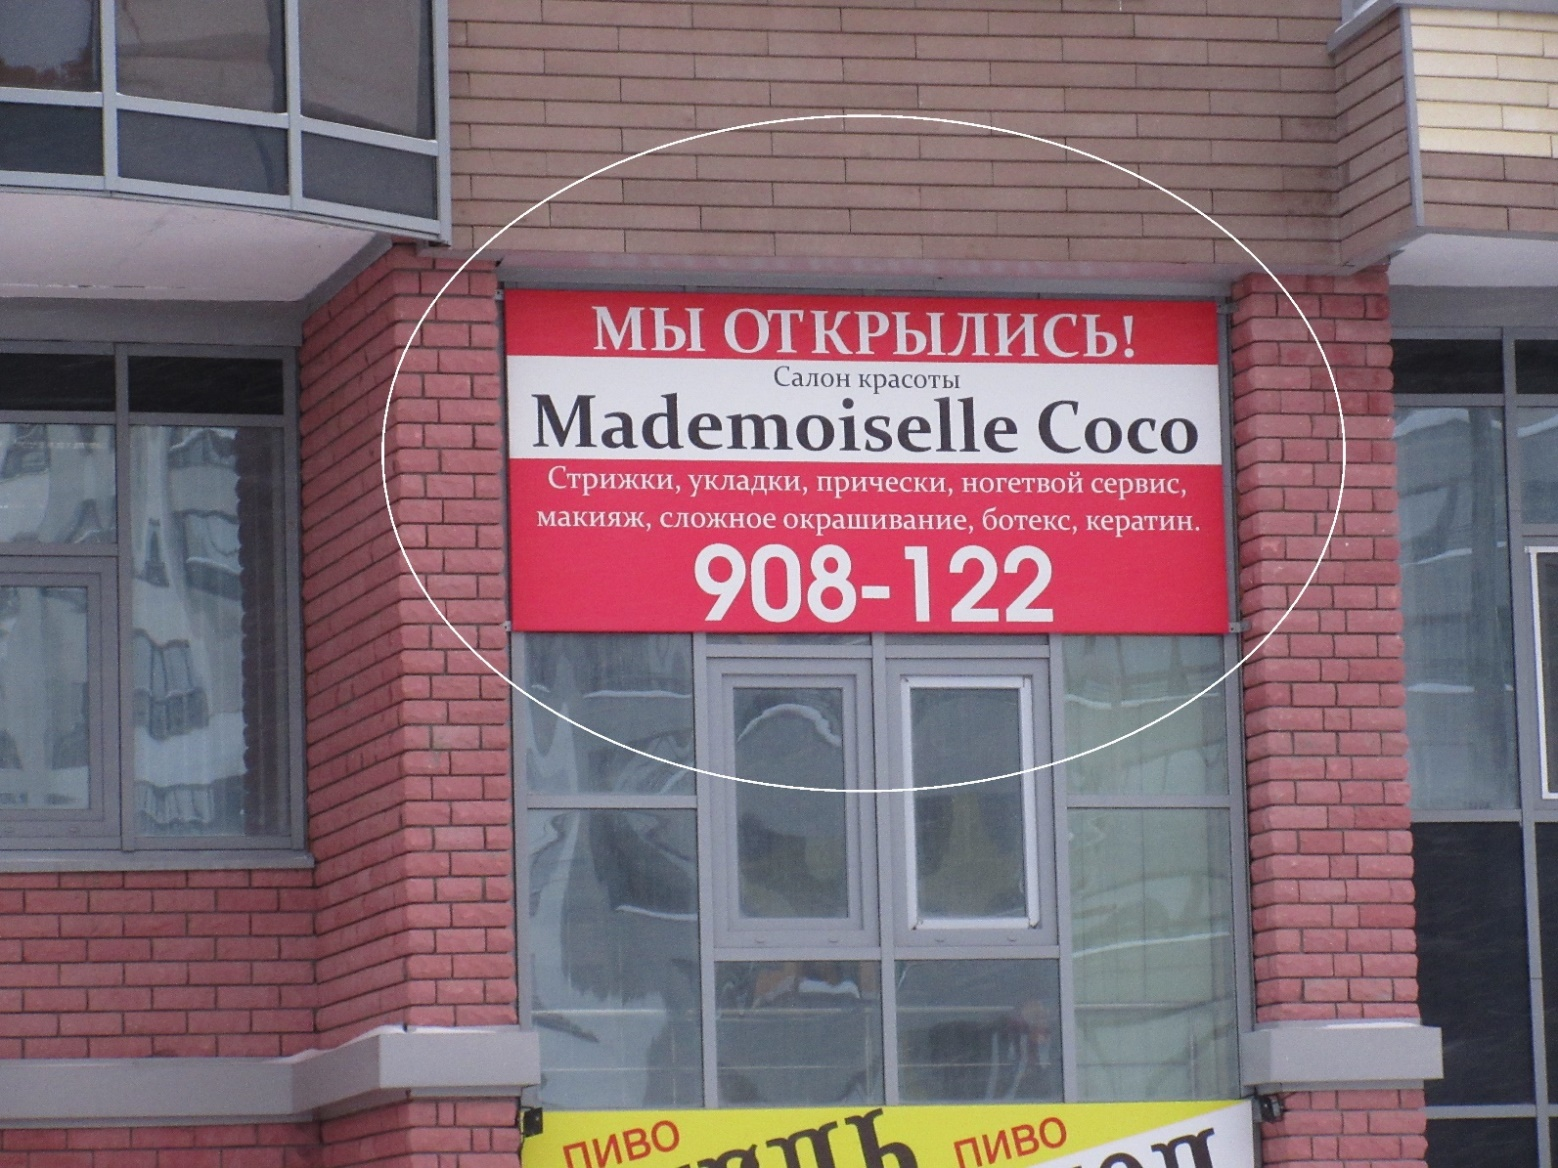 МЫ ОТКРЫЛИСЬ!
Салон красоты
Mademoiselle Coco
Стрижки, укладки, прически, ногетвой сервис,
макияж, сложное окрашивание, ботекс, кератин.
908-122
ПИВО
ПИВО